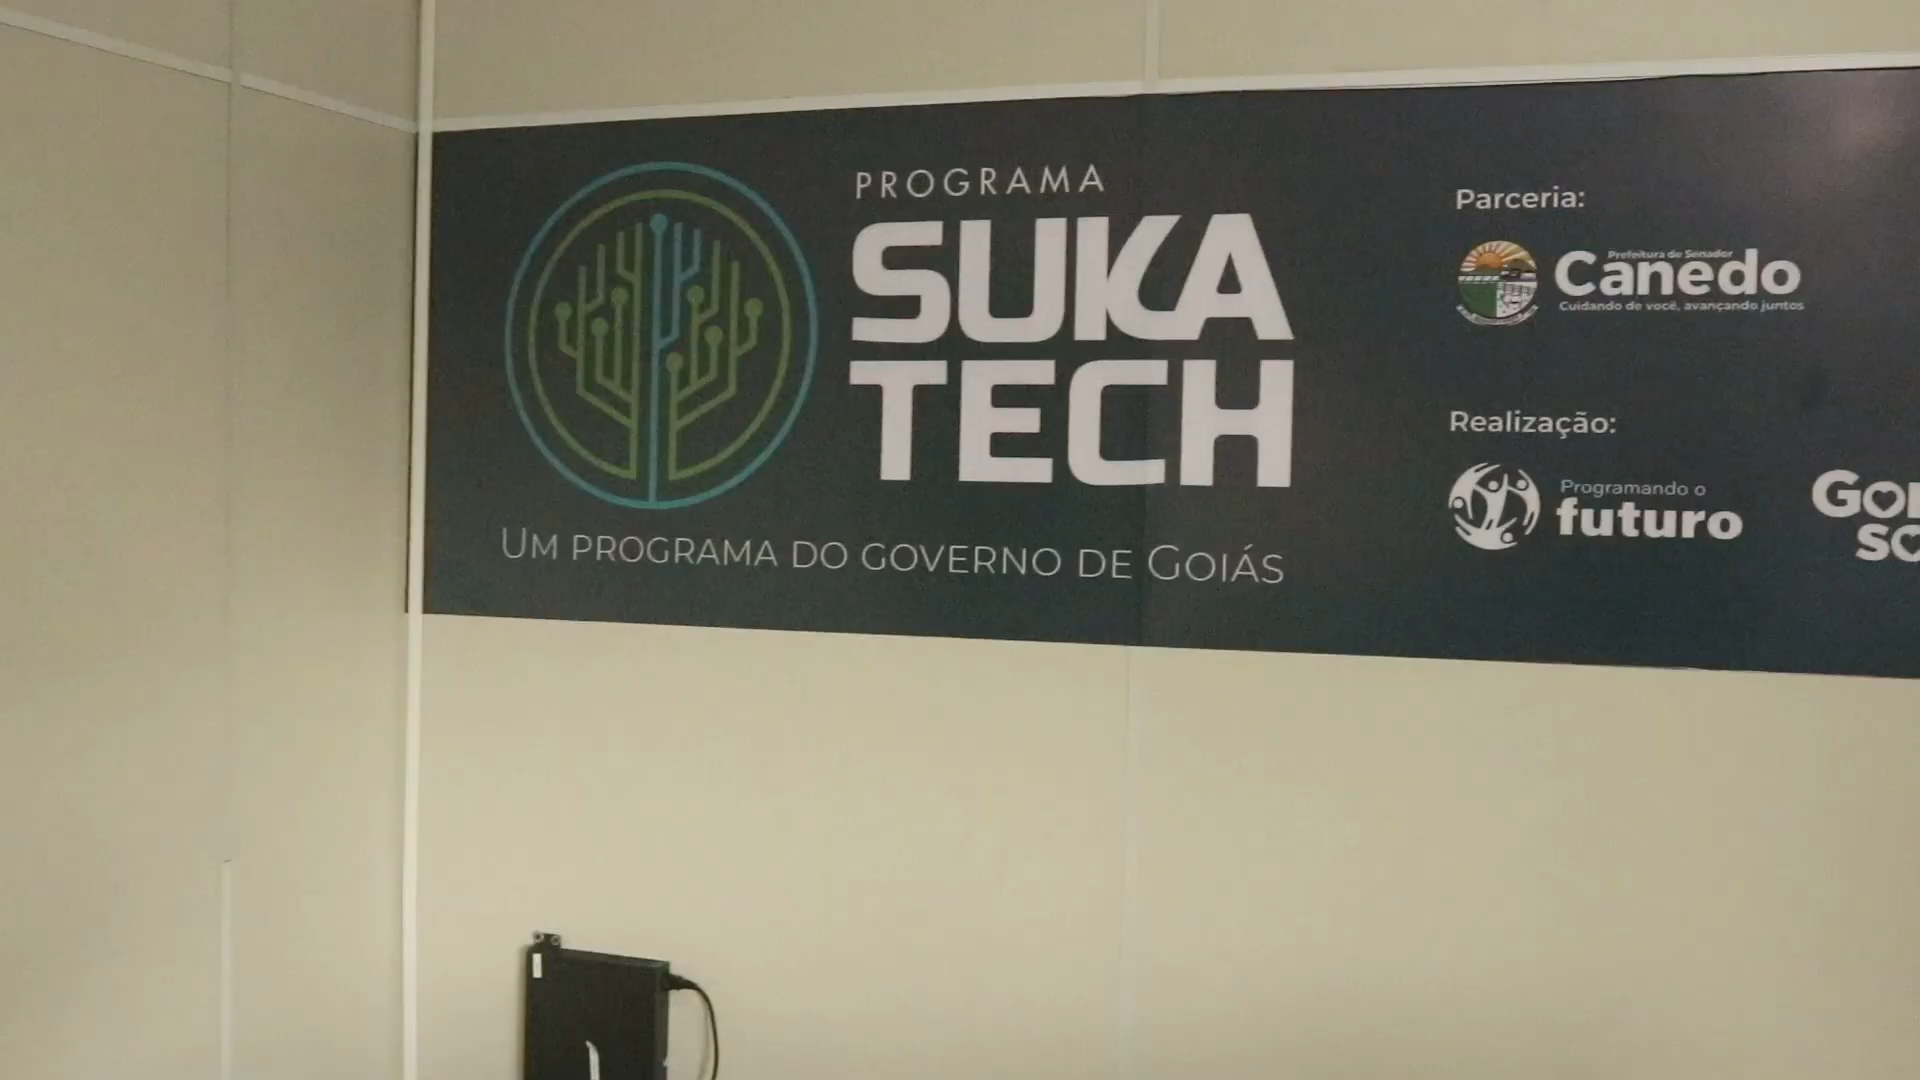 PROGRAMA
SUKA
TECH
UM PROGRAMA DO GOVERNO DE GOIÁS
Parceria:
Prefeitura de Senador
Canedo
Cuidando de você, avançando juntos
Realização:
Programando o
futuro